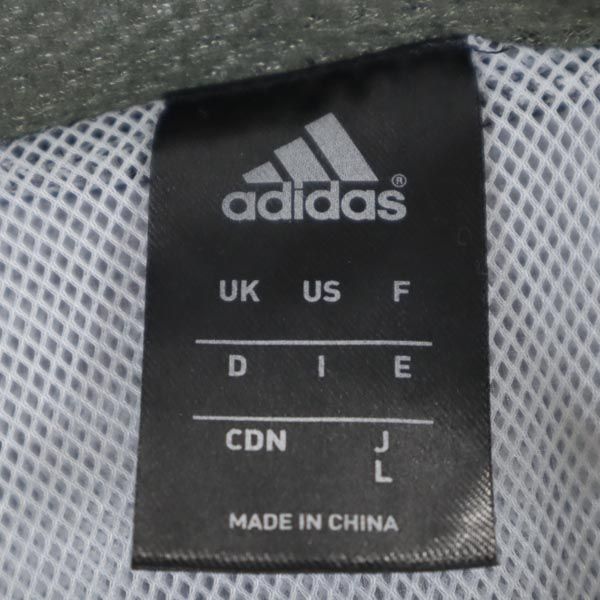 adidas®
UK US F
D I E
CDN J
L
MADE IN CHINA